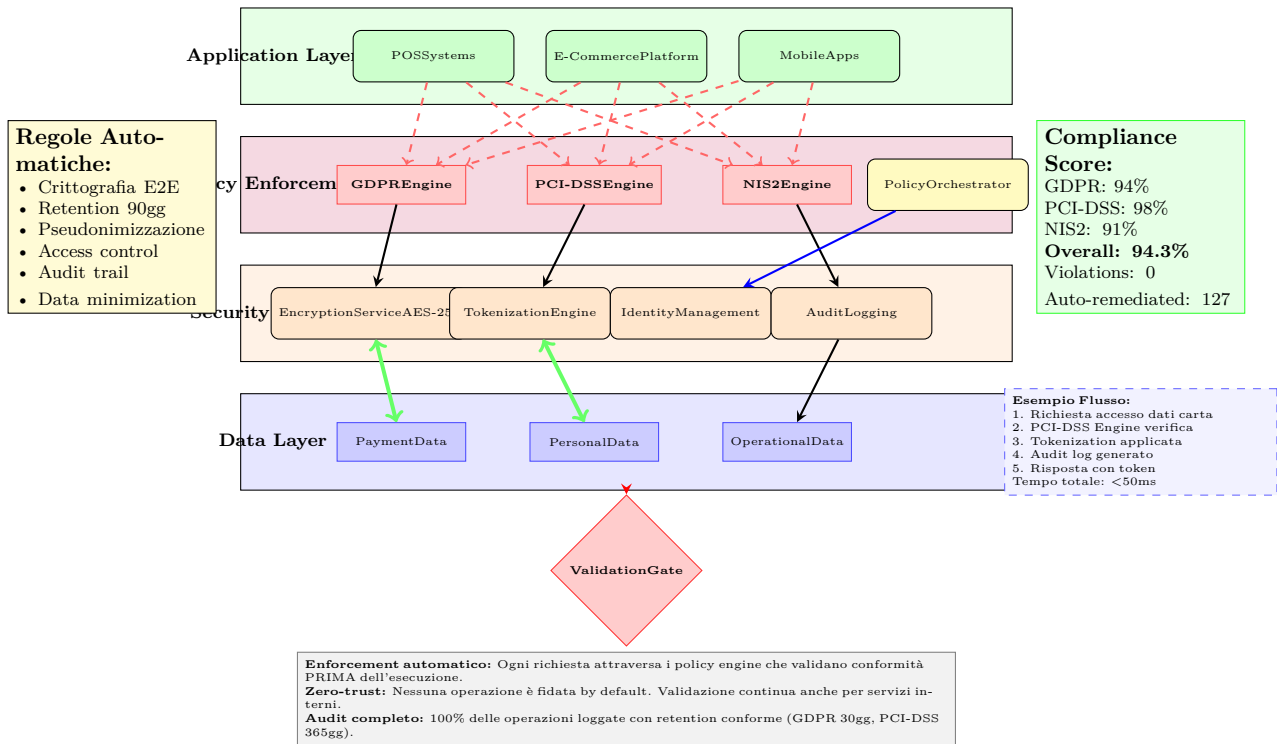 Application Layer
POSSystems
E-CommercePlatform
MobileApps
Regole Auto-
matiche:
• Crittografia E2E
• Retention 90gg
• Pseudonimizzazione
• Access control
• Audit trail
• Data minimization
cy Enforcem
GDPREngine
PCI-DSSEngine
NIS2Engine
PolicyOrchestrator
Compliance
Score:
GDPR: 94%
PCI-DSS: 98%
NIS2: 91%
Overall: 94.3%
Violations: 0
Auto-remediated: 127
Security
EncryptionServiceAES-25
TokenizationEngine
IdentityManagement
AuditLogging
Data Layer
PaymentData
PersonalData
OperationalData
Esempio Flusso:
1. Richiesta accesso dati carta
2. PCI-DSS Engine verifica
3. Tokenization applicata
4. Audit log generato
5. Risposta con token
Tempo totale: <50ms
ValidationGate
Enforcement automatico: Ogni richiesta attraversa i policy engine che validano conformità
PRIMA dell'esecuzione.
Zero-trust: Nessuna operazione è fidata by default. Validazione continua anche per servizi in-
terni.
Audit completo: 100% delle operazioni loggate con retention conforme (GDPR 30gg, PCI-DSS
365gg).